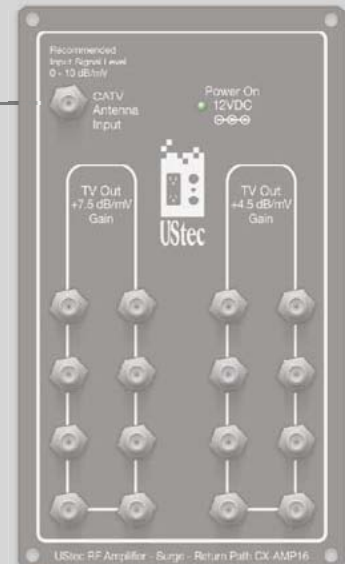 Recommended
Input Signal Level
0 - 10 dB/mV
CATV
Antenna
Input
Power On
12VDC
TV Out
+7.5 dB/mV
Gain
UStec
TV Out
+4.5 dB/mV
Gain
UStec RF Amplifier - Surge - Return Path CX-AMP16